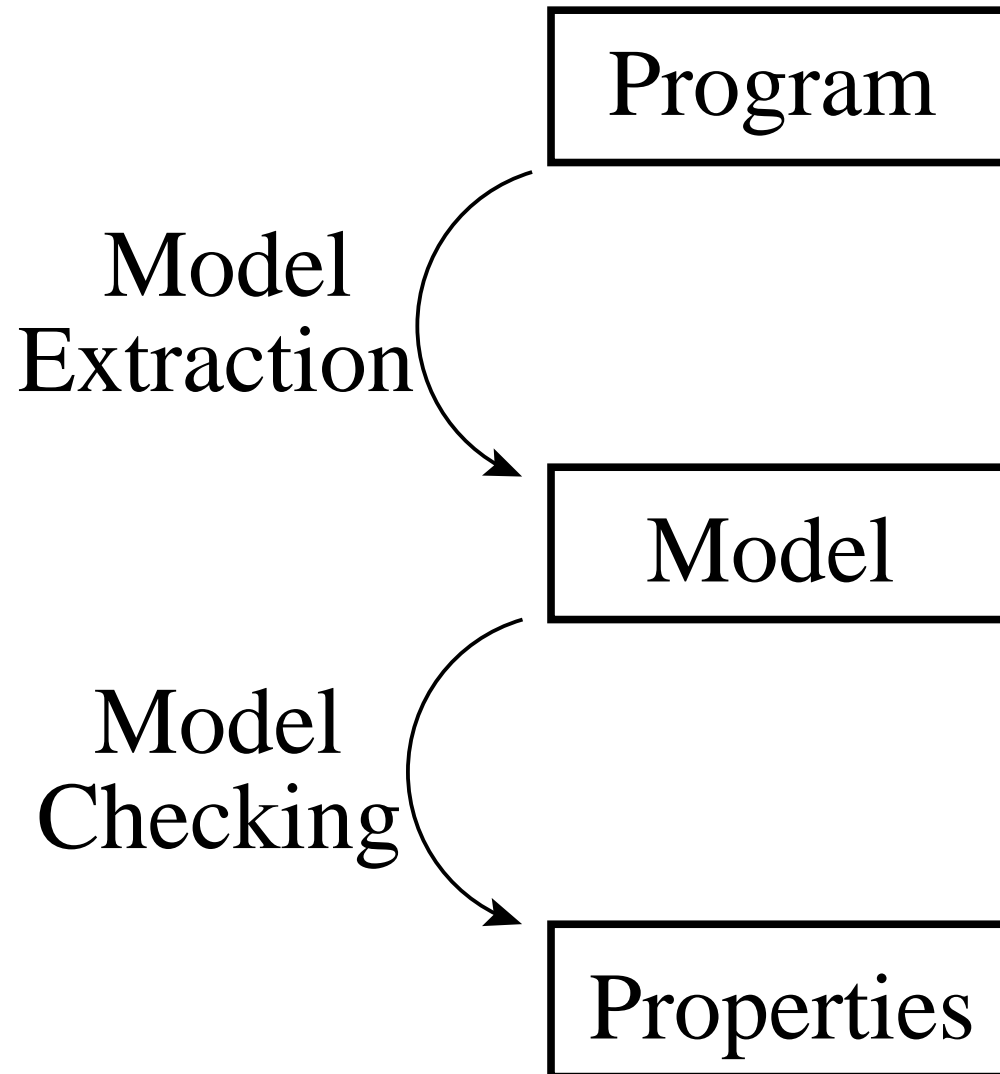 Program
Model
Extraction
Model
Model
Checking
Properties